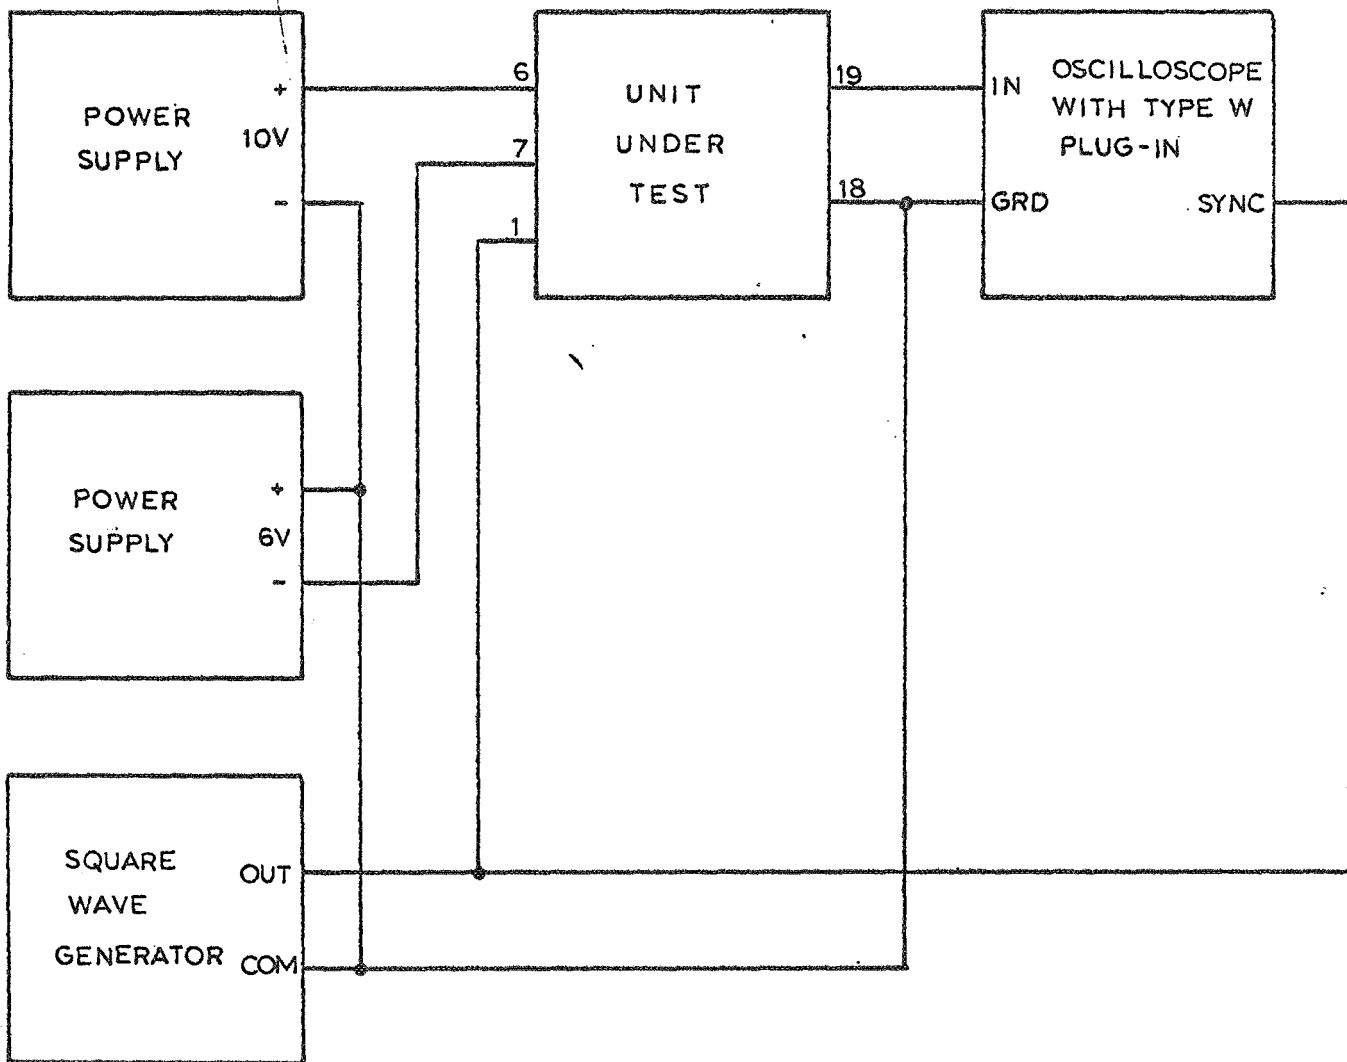 POWER
SUPPLY
+
10V
-
6
7
1
UNIT
UNDER
TEST
19
18
IN
OSCILLOSCOPE
WITH TYPE W
PLUG-IN
GRD
SYNC
POWER
SUPPLY
+
6V
-
SQUARE
WAVE
GENERATOR
OUT
COM